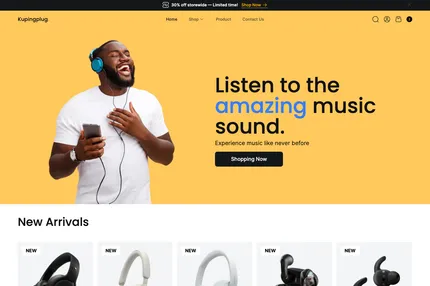 30% off storewide — Limited time! Shop Now →
Kupingplug.
Home Shop Product Contact Us
Listen to the
amazing music
sound.
Experience music like never before
Shopping Now
New Arrivals
NEW NEW NEW NEW NEW